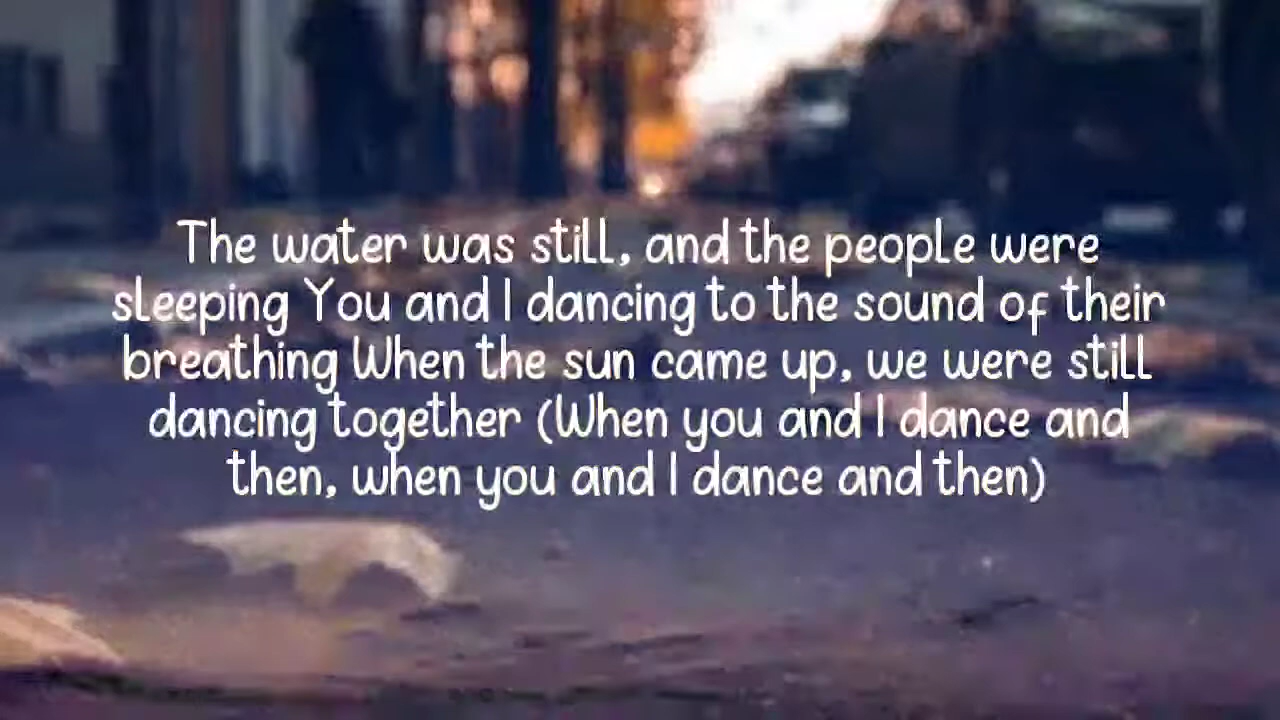 The water was still, and the people were
sleeping You and I dancing to the sound of their
breathing When the sun came up, we were still
dancing together (When you and I dance and
then, when you and I dance and then)